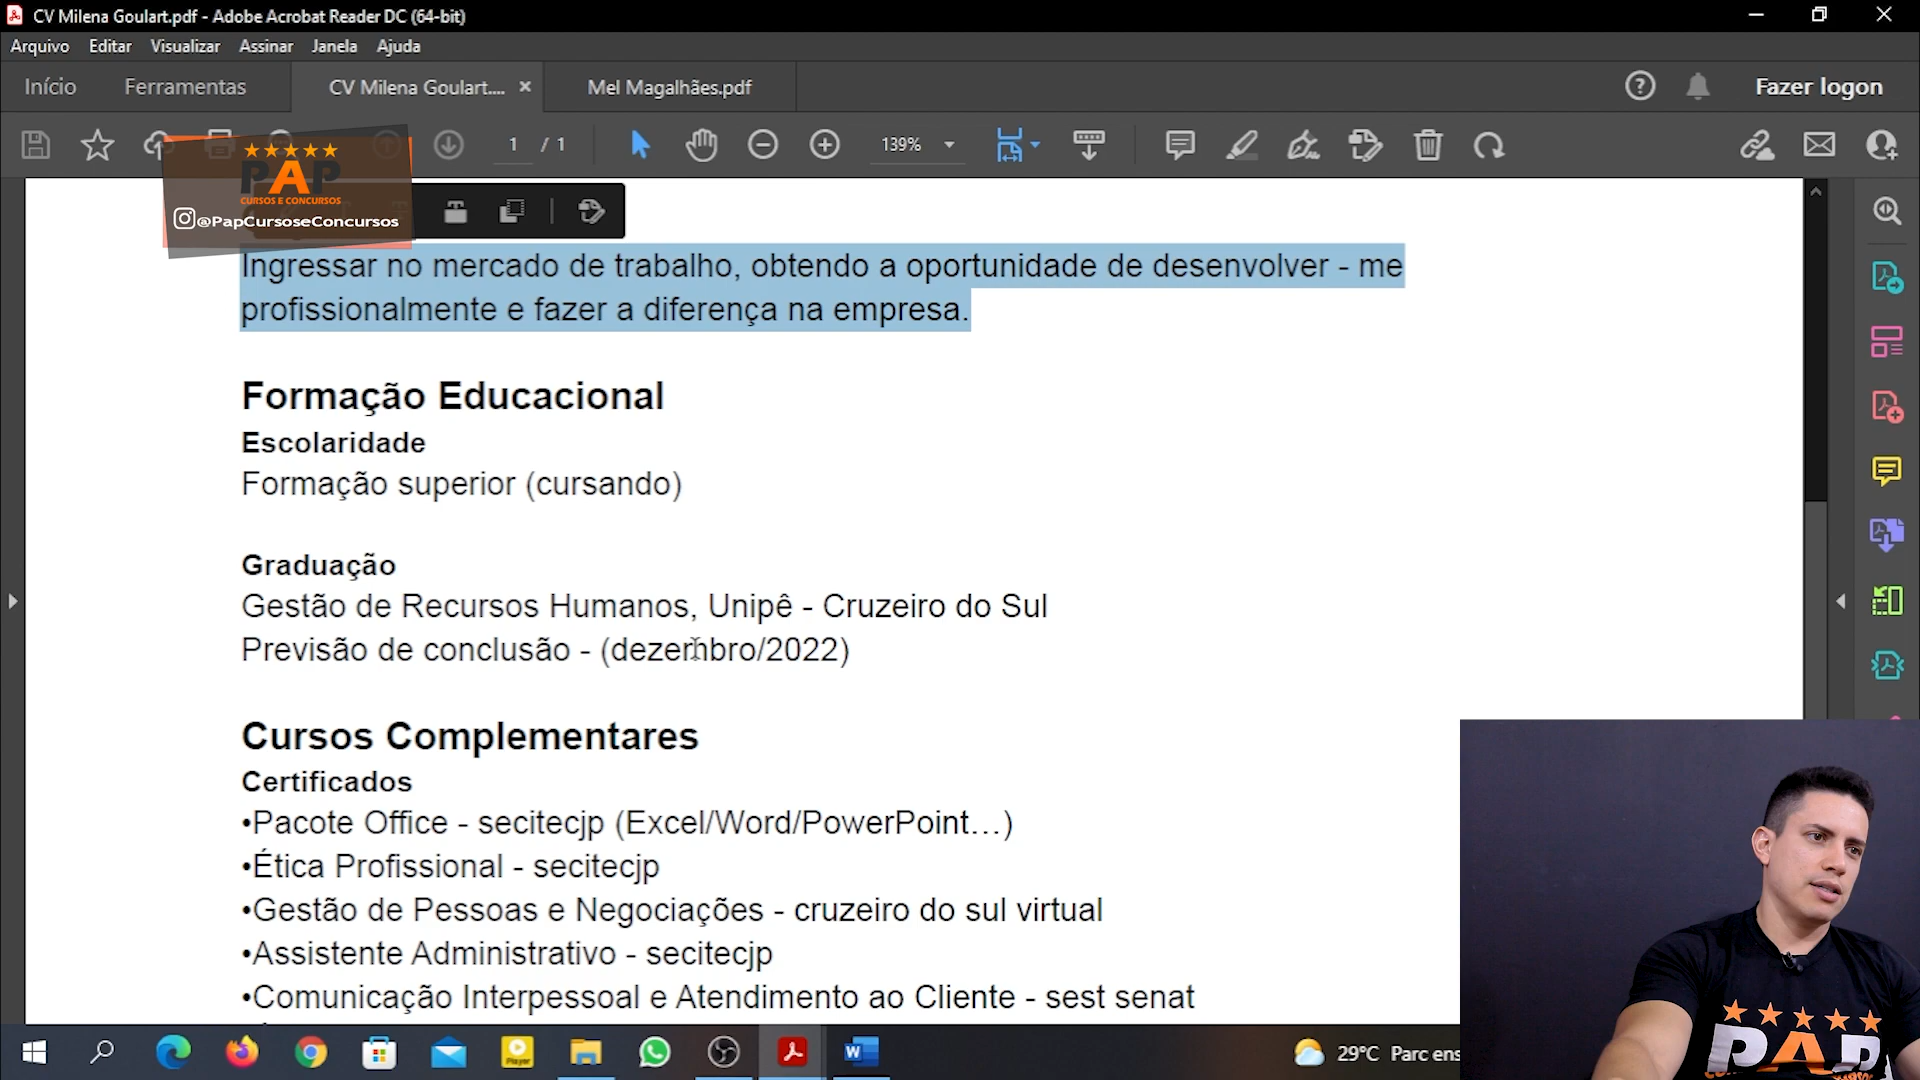 CV Milena Goulart.pdf - Adobe Acrobat Reader DC (64-bit)
Arquivo Editar Visualizar Assinar Janela Ajuda
Início Ferramentas CV Milena Goulart.... × Mel Magalhães.pdf Fazer logon
1 / 1 139%
PAP
CURSOS E CONCURSOS
@PapCursoseConcursos
Ingressar no mercado de trabalho, obtendo a oportunidade de desenvolver - me
profissionalmente e fazer a diferença na empresa.
Formação Educacional
Escolaridade
Formação superior (cursando)
Graduação
Gestão de Recursos Humanos, Unipê - Cruzeiro do Sul
Previsão de conclusão - (dezembro/2022)
Cursos Complementares
Certificados
•Pacote Office - secitecjp (Excel/Word/PowerPoint…)
•Ética Profissional - secitecjp
•Gestão de Pessoas e Negociações - cruzeiro do sul virtual
•Assistente Administrativo - secitecjp
•Comunicação Interpessoal e Atendimento ao Cliente - sest senat
Player
W
29°C Parc ens
PAP